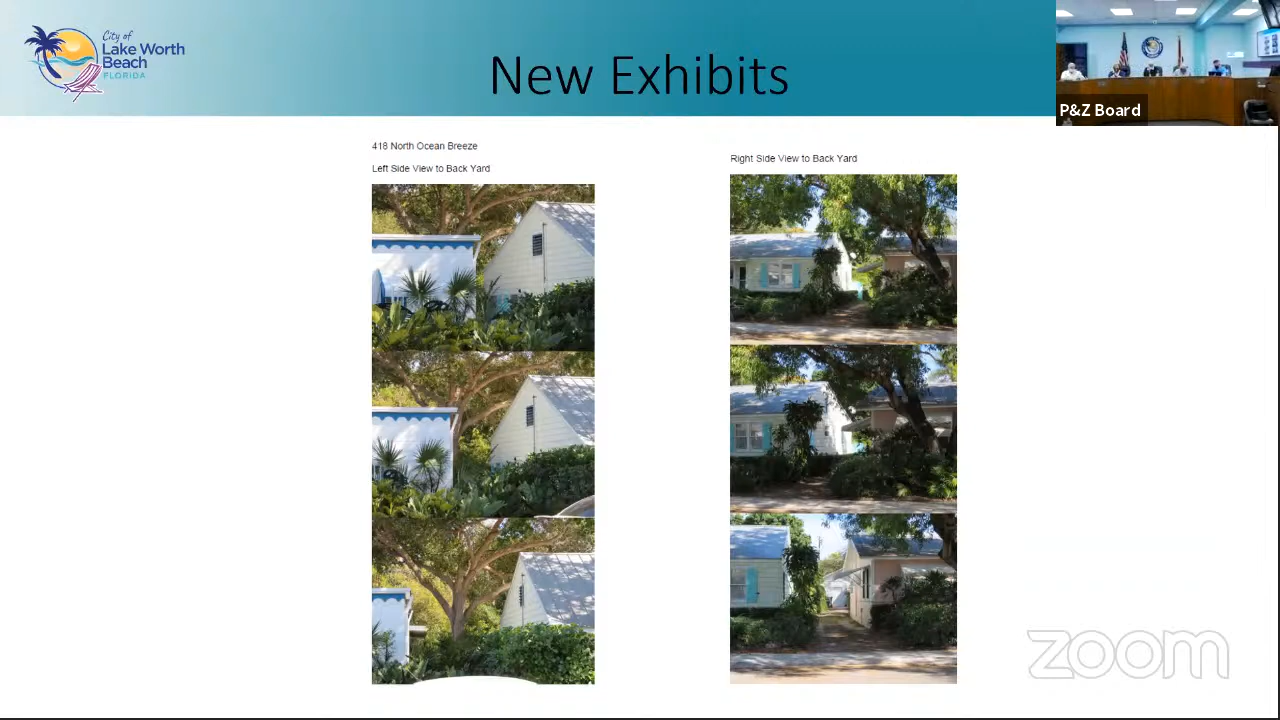 City of
Lake Worth
Beach
FLORIDA
New Exhibits
P&Z Board
418 North Ocean Breeze
Left Side View to Back Yard
Right Side View to Back Yard
zoom